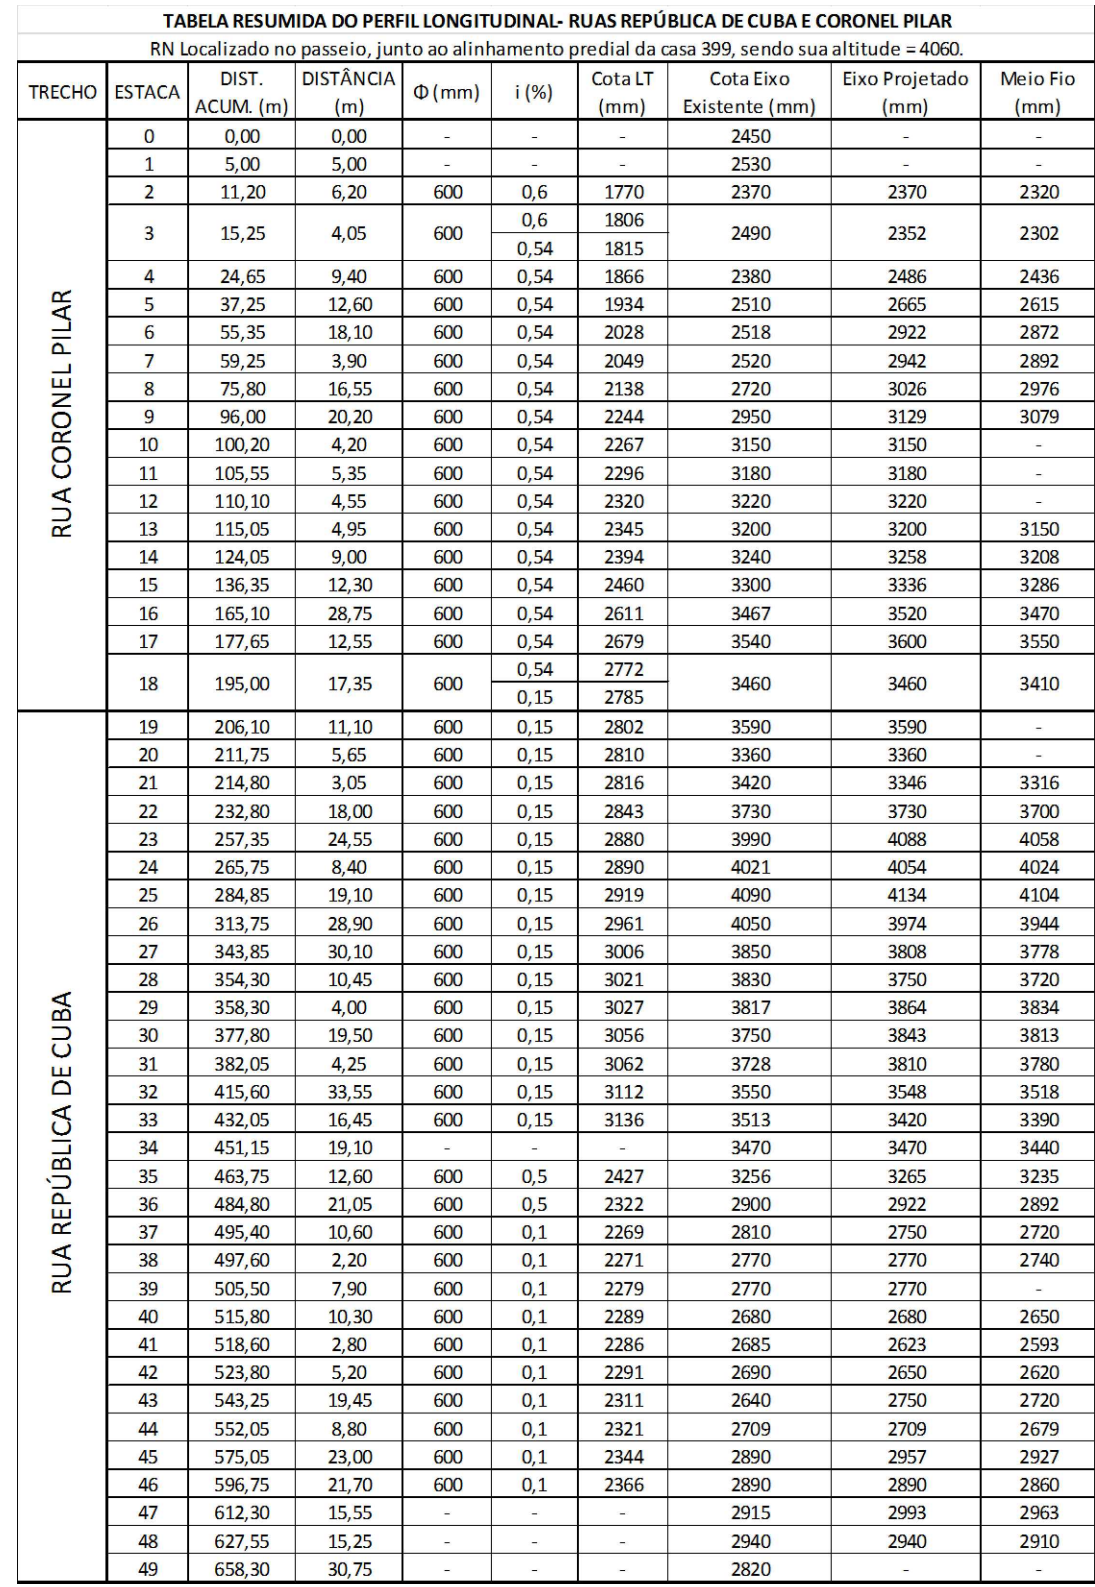 TABELA RESUMIDA DO PERFIL LONGITUDINAL- RUAS REPÚBLICA DE CUBA E CORONEL PILAR
RN Localizado no passeio, junto ao alinhamento predial da casa 399, sendo sua altitude = 4060.
TRECHO ESTACA DIST. ACUM. (m) DISTÂNCIA (m) Φ (mm) i (%) Cota LT (mm) Cota Eixo Existente (mm) Eixo Projetado (mm) Meio Fio (mm)
RUA CORONEL PILAR
0 0,00 0,00 - - - 2450 - -
1 5,00 5,00 - - - 2530 - -
2 11,20 6,20 600 0,6 1770 2370 2370 2320
3 15,25 4,05 600 0,6 1806 2490 2352 2302
0,54 1815
4 24,65 9,40 600 0,54 1866 2380 2486 2436
5 37,25 12,60 600 0,54 1934 2510 2665 2615
6 55,35 18,10 600 0,54 2028 2518 2922 2872
7 59,25 3,90 600 0,54 2049 2520 2942 2892
8 75,80 16,55 600 0,54 2138 2720 3026 2976
9 96,00 20,20 600 0,54 2244 2950 3129 3079
10 100,20 4,20 600 0,54 2267 3150 3150 -
11 105,55 5,35 600 0,54 2296 3180 3180 -
12 110,10 4,55 600 0,54 2320 3220 3220 -
13 115,05 4,95 600 0,54 2345 3200 3200 3150
14 124,05 9,00 600 0,54 2394 3240 3258 3208
15 136,35 12,30 600 0,54 2460 3300 3336 3286
16 165,10 28,75 600 0,54 2611 3467 3520 3470
17 177,65 12,55 600 0,54 2679 3540 3600 3550
18 195,00 17,35 600 0,54 2772 3460 3460 3410
0,15 2785
RUA REPÚBLICA DE CUBA
19 206,10 11,10 600 0,15 2802 3590 3590 -
20 211,75 5,65 600 0,15 2810 3360 3360 -
21 214,80 3,05 600 0,15 2816 3420 3346 3316
22 232,80 18,00 600 0,15 2843 3730 3730 3700
23 257,35 24,55 600 0,15 2880 3990 4088 4058
24 265,75 8,40 600 0,15 2890 4021 4054 4024
25 284,85 19,10 600 0,15 2919 4090 4134 4104
26 313,75 28,90 600 0,15 2961 4050 3974 3944
27 343,85 30,10 600 0,15 3006 3850 3808 3778
28 354,30 10,45 600 0,15 3021 3830 3750 3720
29 358,30 4,00 600 0,15 3027 3817 3864 3834
30 377,80 19,50 600 0,15 3056 3750 3843 3813
31 382,05 4,25 600 0,15 3062 3728 3810 3780
32 415,60 33,55 600 0,15 3112 3550 3548 3518
33 432,05 16,45 600 0,15 3136 3513 3420 3390
34 451,15 19,10 - - - 3470 3470 3440
35 463,75 12,60 600 0,5 2427 3256 3265 3235
36 484,80 21,05 600 0,5 2322 2900 2922 2892
37 495,40 10,60 600 0,1 2269 2810 2750 2720
38 497,60 2,20 600 0,1 2271 2770 2770 2740
39 505,50 7,90 600 0,1 2279 2770 2770 -
40 515,80 10,30 600 0,1 2289 2680 2680 2650
41 518,60 2,80 600 0,1 2286 2685 2623 2593
42 523,80 5,20 600 0,1 2291 2690 2650 2620
43 543,25 19,45 600 0,1 2311 2640 2750 2720
44 552,05 8,80 600 0,1 2321 2709 2709 2679
45 575,05 23,00 600 0,1 2344 2890 2957 2927
46 596,75 21,70 600 0,1 2366 2890 2890 2860
47 612,30 15,55 - - - 2915 2993 2963
48 627,55 15,25 - - - 2940 2940 2910
49 658,30 30,75 - - - 2820 - -